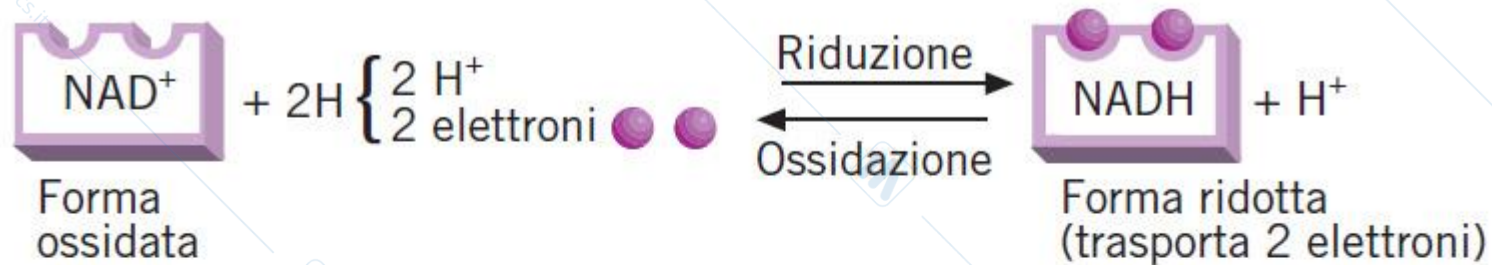 NAD⁺ + 2H { 2 H⁺
2 elettroni
Riduzione
Ossidazione
NADH + H⁺
Forma
ossidata
Forma ridotta
(trasporta 2 elettroni)